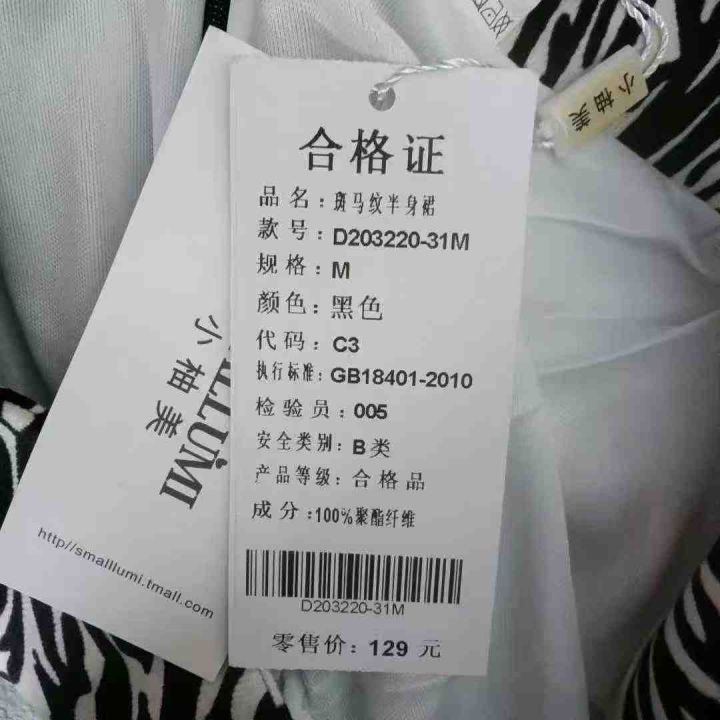 合格证
品名：斑马纹半身裙
款号：D203220-31M
规格：M
颜色：黑色
代码：C3
执行标准：GB18401-2010
检验员：005
安全类别：B类
产品等级：合格品
成分：100%聚酯纤维
D203220-31M
零售价：129 元
小柚美
小柚美
LLUMI
http//smalllumi.tmall.com